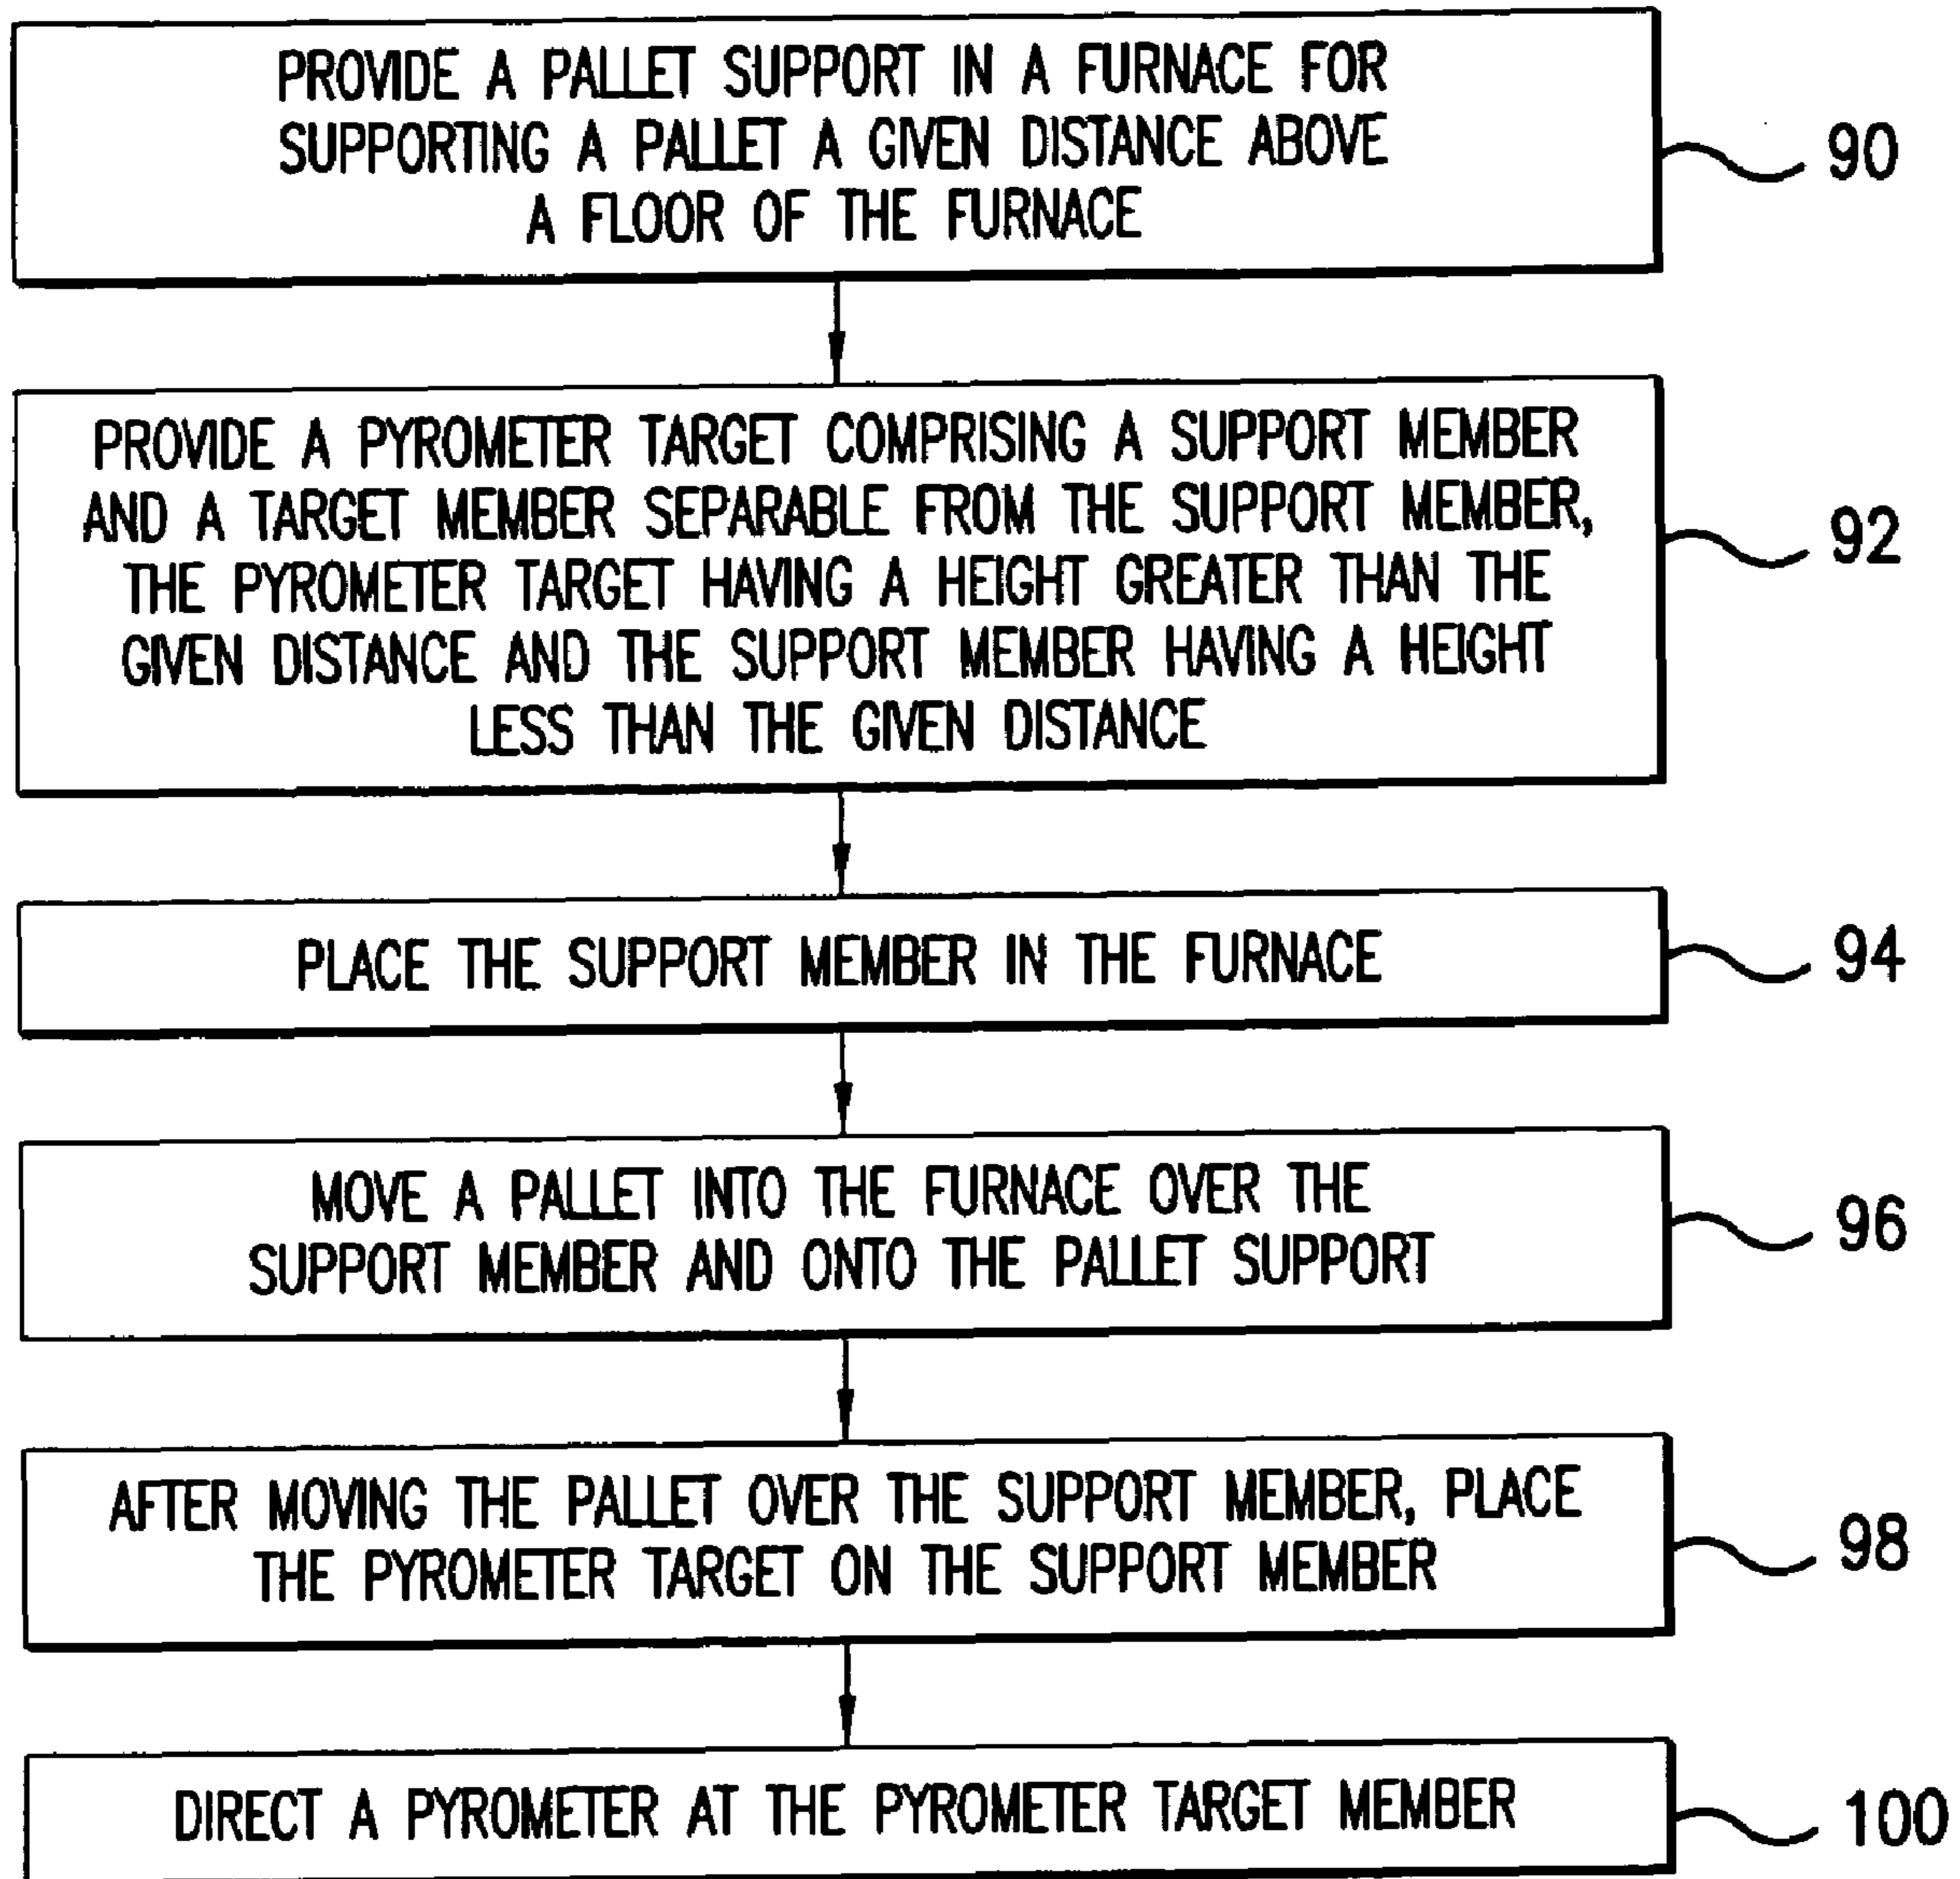 PROVIDE A PALLET SUPPORT IN A FURNACE FOR
SUPPORTING A PALLET A GIVEN DISTANCE ABOVE
A FLOOR OF THE FURNACE
90
PROVIDE A PYROMETER TARGET COMPRISING A SUPPORT MEMBER
AND A TARGET MEMBER SEPARABLE FROM THE SUPPORT MEMBER,
THE PYROMETER TARGET HAVING A HEIGHT GREATER THAN THE
GIVEN DISTANCE AND THE SUPPORT MEMBER HAVING A HEIGHT
LESS THAN THE GIVEN DISTANCE
92
PLACE THE SUPPORT MEMBER IN THE FURNACE
94
MOVE A PALLET INTO THE FURNACE OVER THE
SUPPORT MEMBER AND ONTO THE PALLET SUPPORT
96
AFTER MOVING THE PALLET OVER THE SUPPORT MEMBER, PLACE
THE PYROMETER TARGET ON THE SUPPORT MEMBER
98
DIRECT A PYROMETER AT THE PYROMETER TARGET MEMBER
100